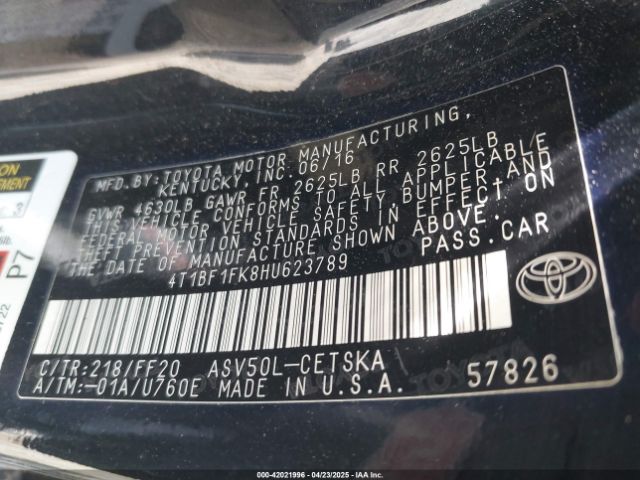 MFD.BY:TOYOTA MOTOR MANUFACTURING,
KENTUCKY,INC.06/16
GVWR 4630LB GAWR FR 2625LB RR 2625LB
THIS VEHICLE CONFORMS TO ALL APPLICABLE
FEDERAL MOTOR VEHICLE SAFETY,BUMPER,AND
THEFT PREVENTION STANDARDS IN EFFECT ON
THE DATE OF MANUFACTURE SHOWN ABOVE.
4T1BF1FK8HU623789 PASS.CAR
C/TR:218/FF20 ASV50L-CETSKA
A/TM:-01A/U760E MADE IN U.S.A. 57826
TOYOTA
P7
000-42021996 - 04/23/2025 - IAA Inc.